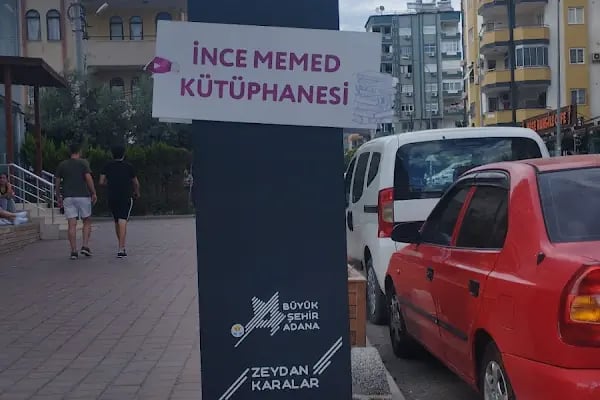 İNCE MEMED
KÜTÜPHANESİ
BÜYÜK
ŞEHİR
ADANA
ZEYDAN
KARALAR